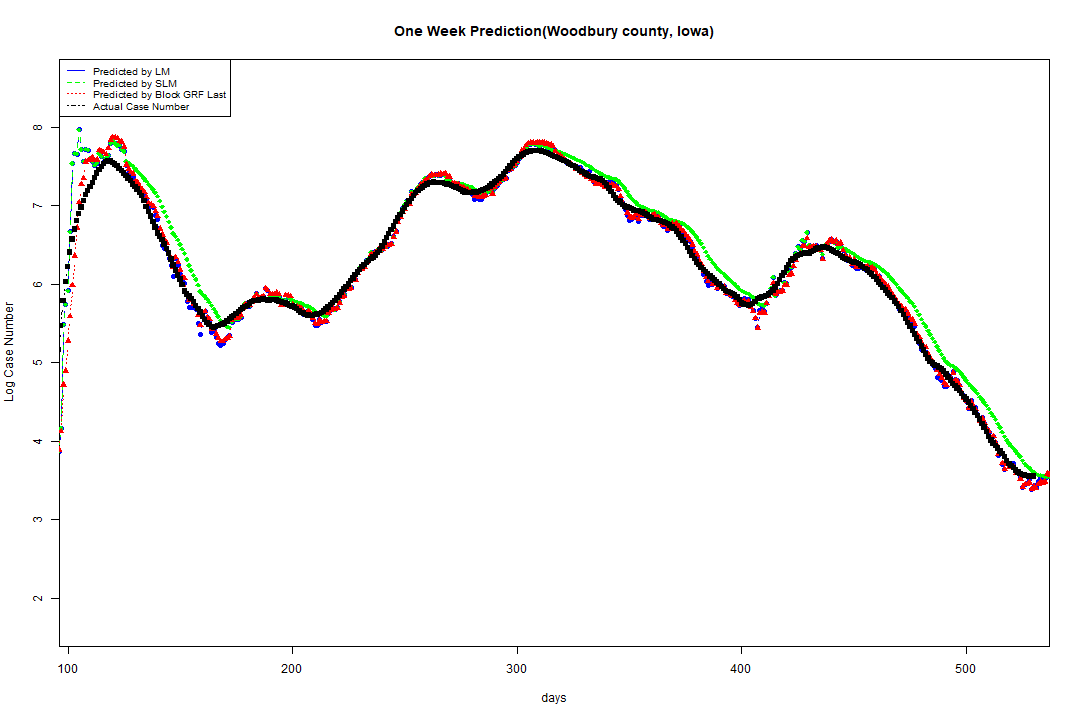 One Week Prediction(Woodbury county, Iowa)
Predicted by LM
Predicted by SLM
Predicted by Block GRF Last
Actual Case Number
8
7
6
5
4
3
2
Log Case Number
100 200 300 400 500
days